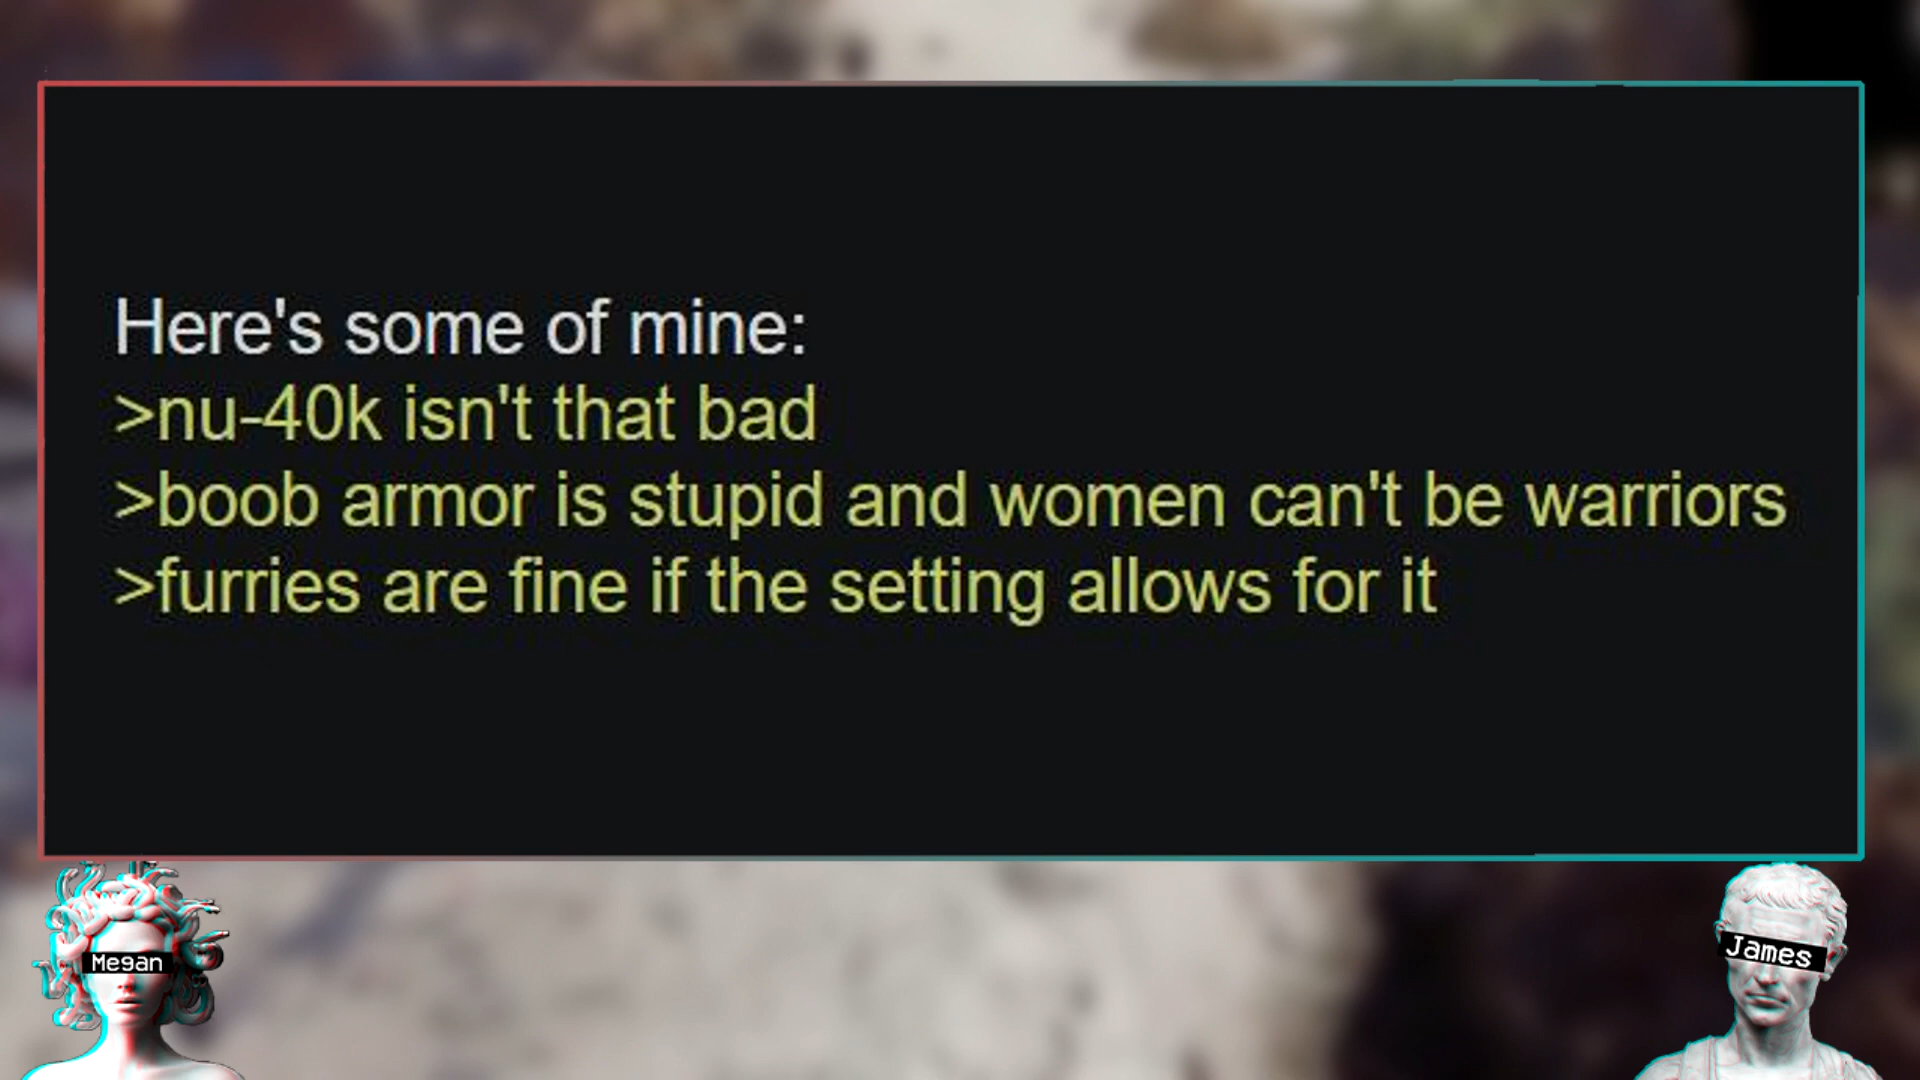 Here's some of mine:
>nu-40k isn't that bad
>boob armor is stupid and women can't be warriors
>furries are fine if the setting allows for it
Megan
James